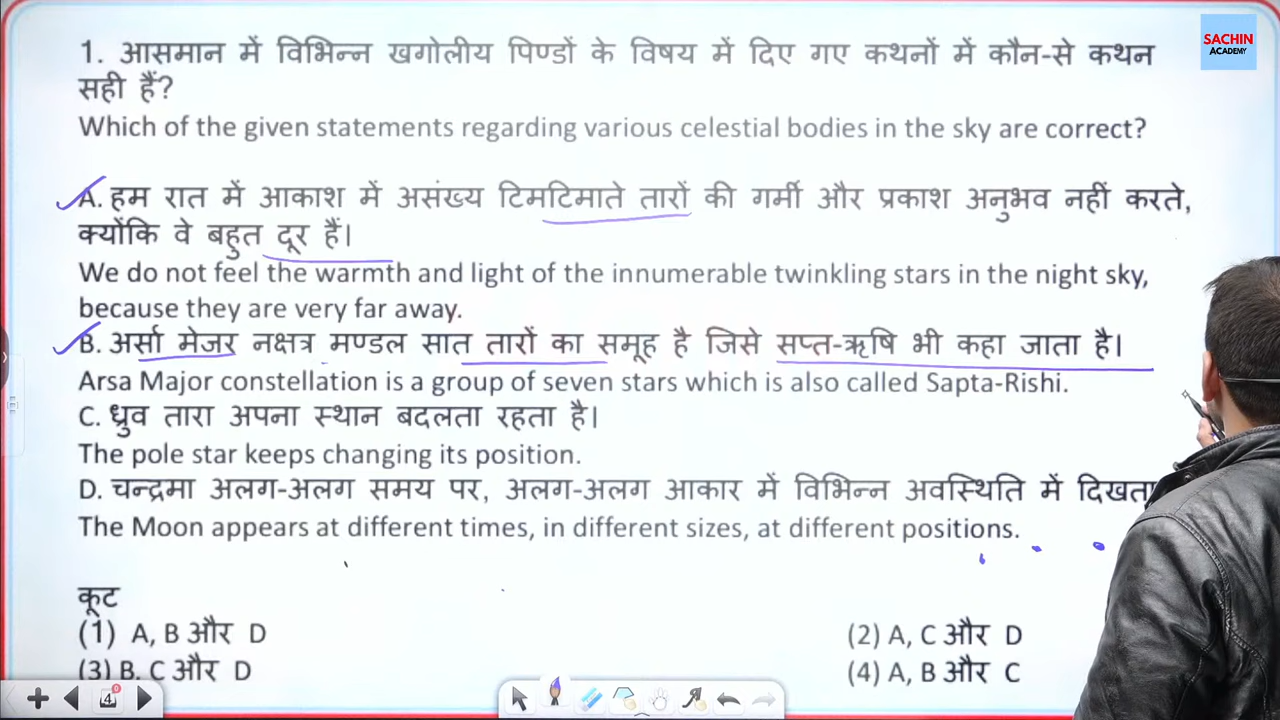 SACHIN
ACADEMY
1. आसमान में विभिन्न खगोलीय पिण्डों के विषय में दिए गए कथनों में कौन-से कथन
सही हैं?
Which of the given statements regarding various celestial bodies in the sky are correct?
A. हम रात में आकाश में असंख्य टिमटिमाते तारों की गर्मी और प्रकाश अनुभव नहीं करते,
क्योंकि वे बहुत दूर हैं।
We do not feel the warmth and light of the innumerable twinkling stars in the night sky,
because they are very far away.
B. अर्सा मेजर नक्षत्र मण्डल सात तारों का समूह है जिसे सप्त-ऋषि भी कहा जाता है।
Arsa Major constellation is a group of seven stars which is also called Sapta-Rishi.
C. ध्रुव तारा अपना स्थान बदलता रहता है।
The pole star keeps changing its position.
D. चन्द्रमा अलग-अलग समय पर, अलग-अलग आकार में विभिन्न अवस्थिति में दिखता
The Moon appears at different times, in different sizes, at different positions.
कूट
(1) A, B और D
(2) A, C और D
(3) B, C और D
(4) A, B और C
4